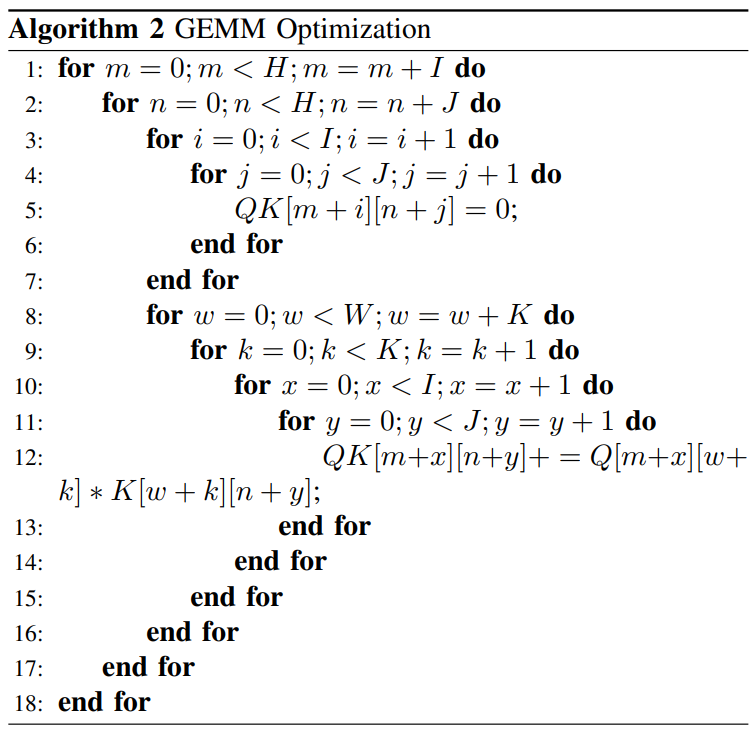 Algorithm 2 GEMM Optimization
1: for m = 0; m < H; m = m + I do
2: for n = 0; n < H; n = n + J do
3: for i = 0; i < I; i = i + 1 do
4: for j = 0; j < J; j = j + 1 do
5: QK[m + i][n + j] = 0;
6: end for
7: end for
8: for w = 0; w < W; w = w + K do
9: for k = 0; k < K; k = k + 1 do
10: for x = 0; x < I; x = x + 1 do
11: for y = 0; y < J; y = y + 1 do
12: QK[m+x][n+y]+ = Q[m+x][w+
k] ∗ K[w + k][n + y];
13: end for
14: end for
15: end for
16: end for
17: end for
18: end for